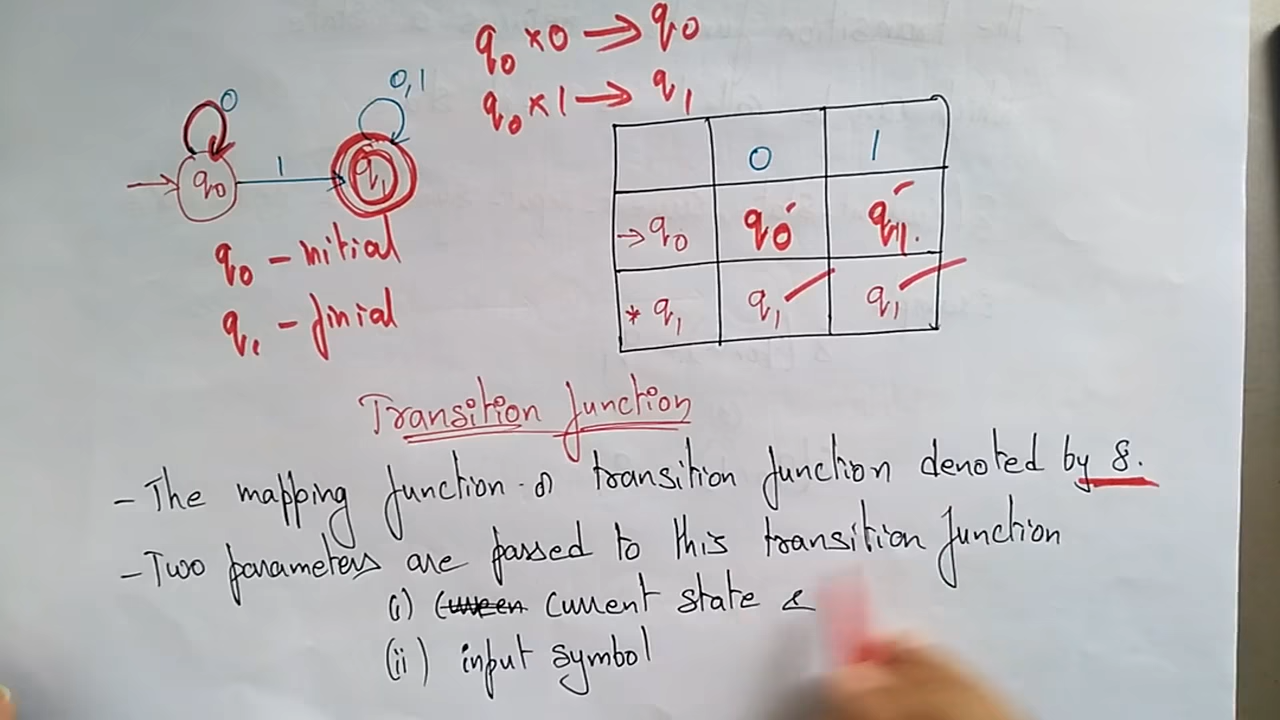 q0 ×0 → q0
q0 ×1 → q1
0
0,1
→ q0
1
q1
q0 - initial
q1 - finial
0 1
→ q0 q0 q1
* q1 q1 q1
Transition function
- The mapping function or transition function denoted by δ.
- Two parameters are passed to this transition function
(i) Current state &
(ii) input symbol